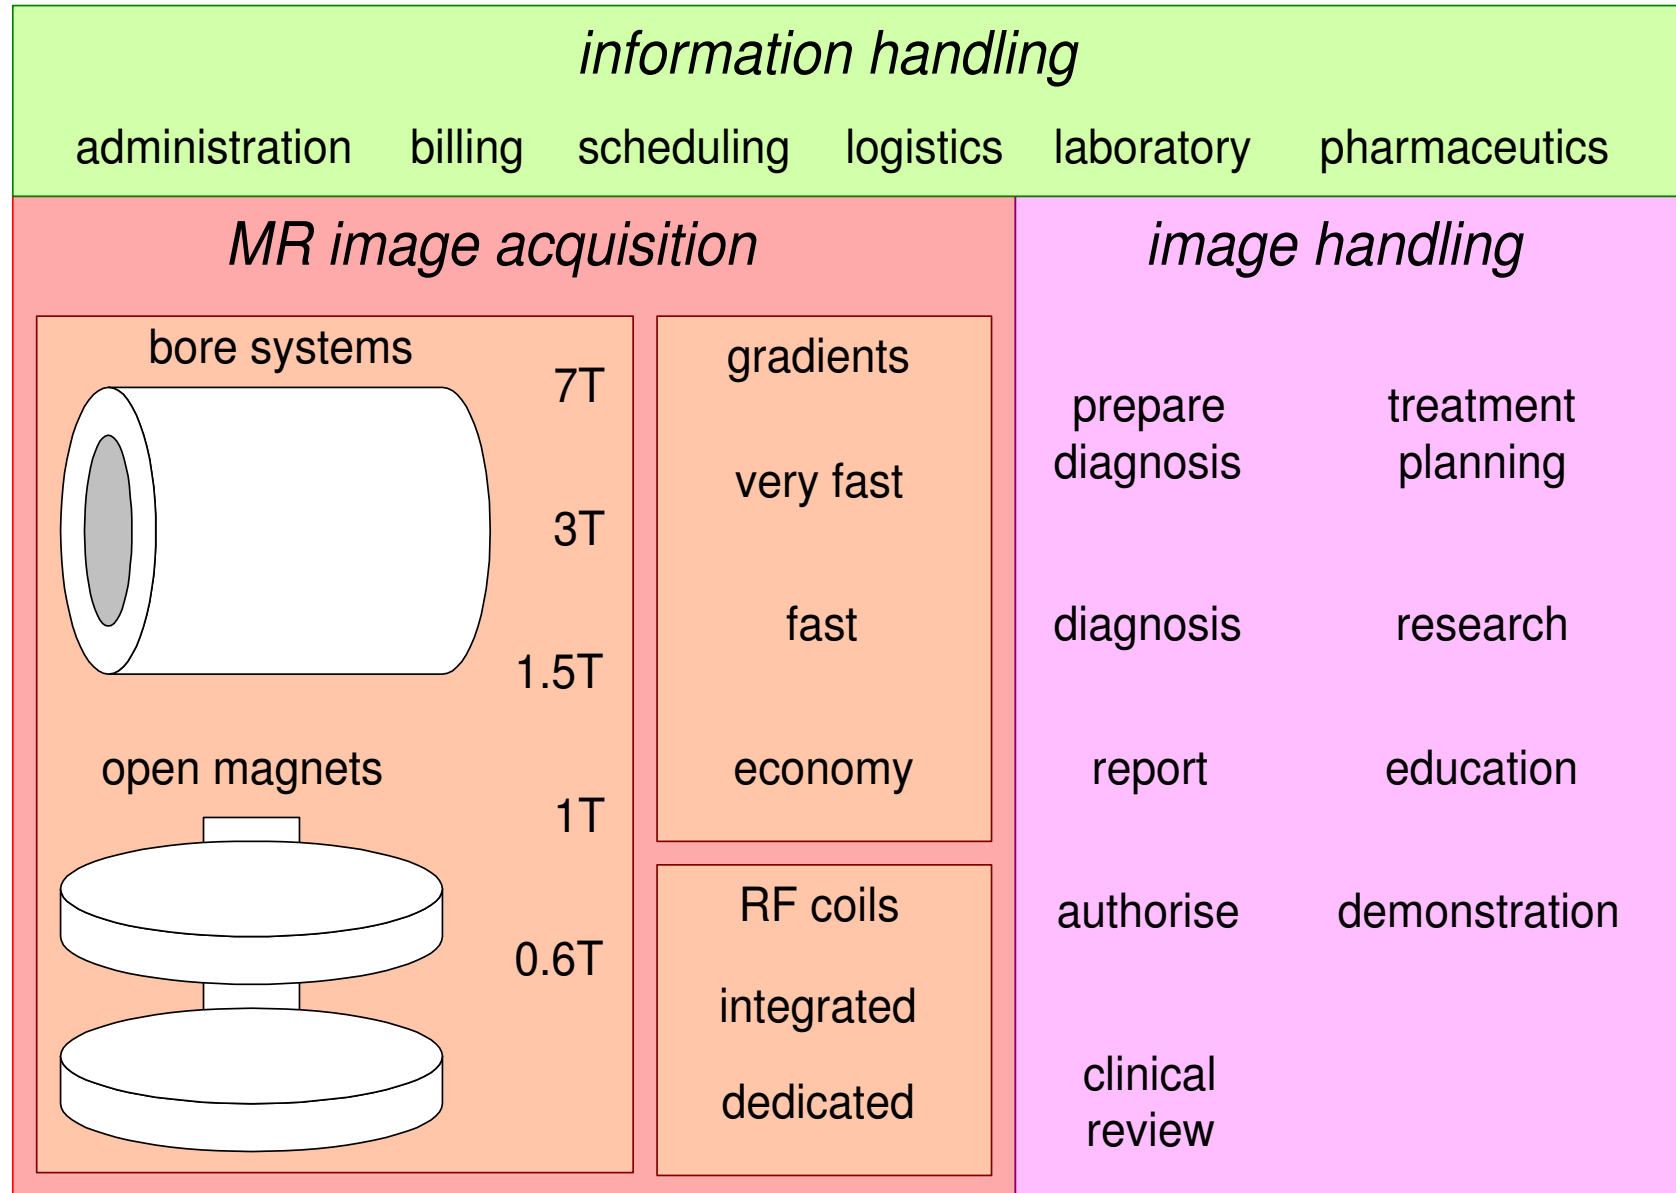 information handling
administration billing scheduling logistics laboratory pharmaceutics
MR image acquisition
bore systems
7T
3T
1.5T
open magnets
1T
0.6T
gradients
very fast
fast
economy
RF coils
integrated
dedicated
image handling
prepare
diagnosis
treatment
planning
diagnosis
research
report
education
authorise
demonstration
clinical
review